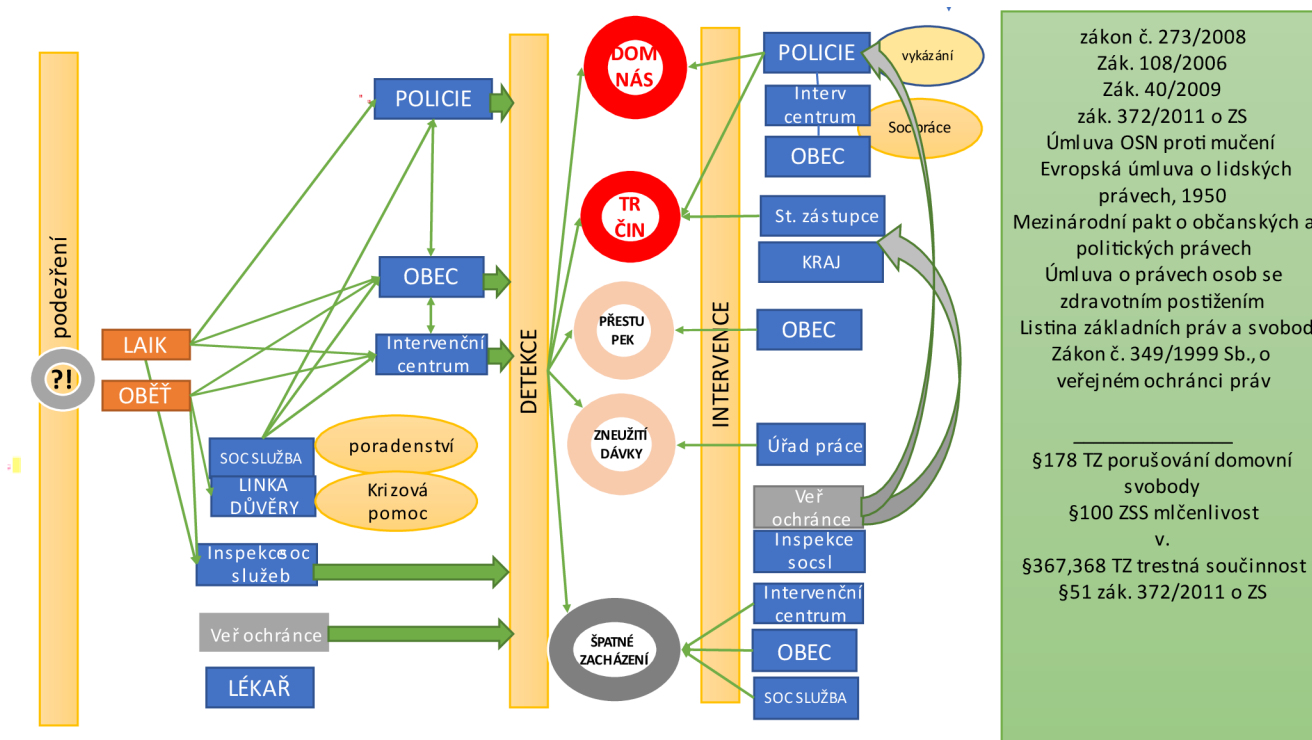 podezření
?!
LAIK
OBĚŤ
POLICIE
OBEC
Intervenční
centrum
SOC SLUŽBA
LINKA
DŮVĚRY
poradenství
Krizová
pomoc
Inspekce soc
služeb
Veř ochránce
LÉKAŘ
DETEKCE
DOM
NÁS
TR
ČIN
PŘESTU
PEK
ZNEUŽITÍ
DÁVKY
ŠPATNÉ
ZACHÁZENÍ
INTERVENCE
POLICIE
vykázání
Interv
centrum
Soc práce
OBEC
St. zástupce
KRAJ
OBEC
Úřad práce
Veř
ochránce
Inspekce
socsl
Intervenční
centrum
OBEC
SOC SLUŽBA
zákon č. 273/2008
Zák. 108/2006
Zák. 40/2009
zák. 372/2011 o ZS
Úmluva OSN proti mučení
Evropská úmluva o lidských
právech, 1950
Mezinárodní pakt o občanských a
politických právech
Úmluva o právech osob se
zdravotním postižením
Listina základních práv a svobod
Zákon č. 349/1999 Sb., o
veřejném ochránci práv
§178 TZ porušování domovní
svobody
§100 ZSS mlčenlivost
v.
§367,368 TZ trestná součinnost
§51 zák. 372/2011 o ZS